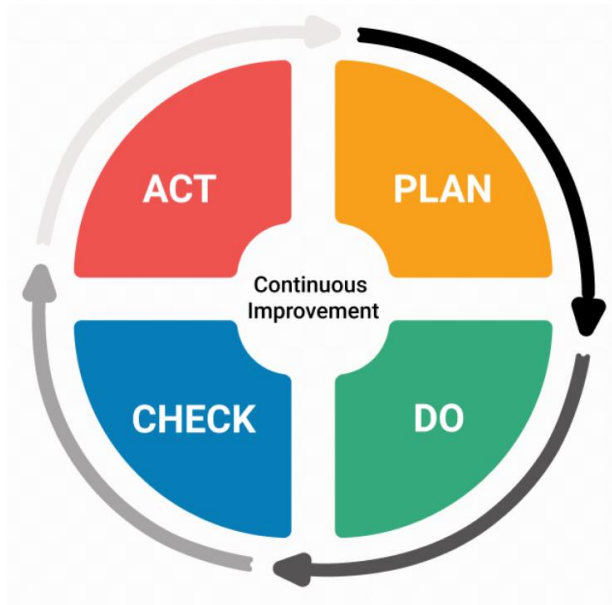 ACT
PLAN
Continuous
Improvement
CHECK
DO